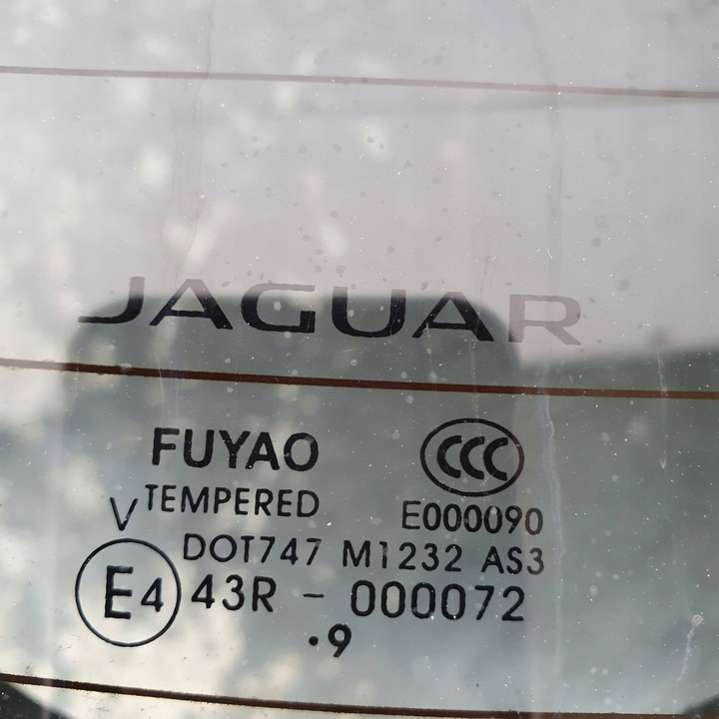 JAGUAR
FUYAO CCC
V TEMPERED E000090
DOT747 M1232 AS3
E4 43R - 000072
.9